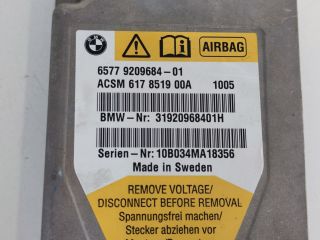 BMW
AIRBAG
6577 9209684-01
ACSM 617 8519 00A 1005
BMW-Nr: 31920968401H
Serien-Nr: 10B034MA18356
Made in Sweden
REMOVE VOLTAGE/
DISCONNECT BEFORE REMOVAL
Spannungsfrei machen/
Stecker abziehen vor